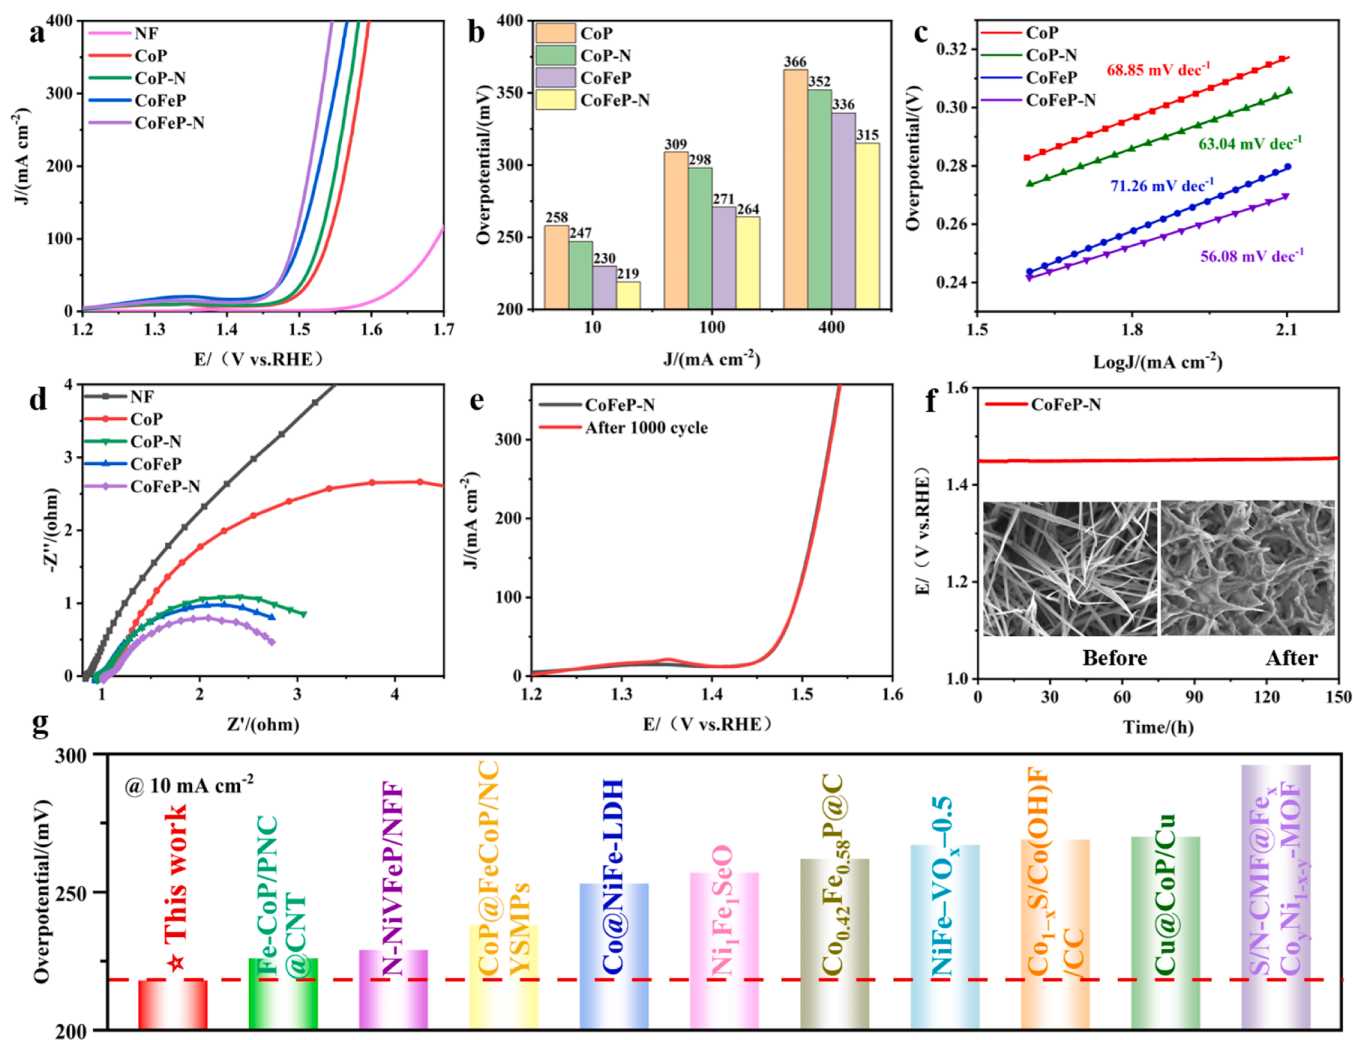 a
400
300
200
100
0
J/(mA cm⁻²)
NF
CoP
CoP-N
CoFeP
CoFeP-N
1.2 1.3 1.4 1.5 1.6 1.7
E/（V vs.RHE）
b
400
350
300
250
200
Overpotential/(mV)
CoP
CoP-N
CoFeP
CoFeP-N
258 247 230 219
309 298 271 264
366 352 336 315
10 100 400
J/(mA cm⁻²)
c
0.32
0.30
0.28
0.26
0.24
Overpotential/(V)
CoP
CoP-N
CoFeP
CoFeP-N
68.85 mV dec⁻¹
63.04 mV dec⁻¹
71.26 mV dec⁻¹
56.08 mV dec⁻¹
1.5 1.8 2.1
LogJ/(mA cm⁻²)
d
4
3
2
1
0
-Z''/(ohm)
NF
CoP
CoP-N
CoFeP
CoFeP-N
1 2 3 4
Z'/(ohm)
e
300
200
100
0
J/(mA cm⁻²)
CoFeP-N
After 1000 cycle
1.2 1.3 1.4 1.5 1.6
E/（V vs.RHE）
f
1.6
1.4
1.2
1.0
E/（V vs.RHE）
CoFeP-N
Before After
0 30 60 90 120 150
Time/(h)
g
300
250
200
Overpotential/(mV)
@ 10 mA cm⁻²
☆ This work
Fe-CoP/PNC
@CNT
N-NiVFeP/NFF
CoP@FeCoP/NC
YSMPs
Co@NiFe-LDH
Ni₁Fe₁SeO
Co₀.₄₂Fe₀.₅₈P@C
NiFe–VOₓ–0.5
Co₁₋ₓS/Co(OH)F
/CC
Cu@CoP/Cu
S/N-CMF@Feₓ
CoyNi1-x-y-MOF